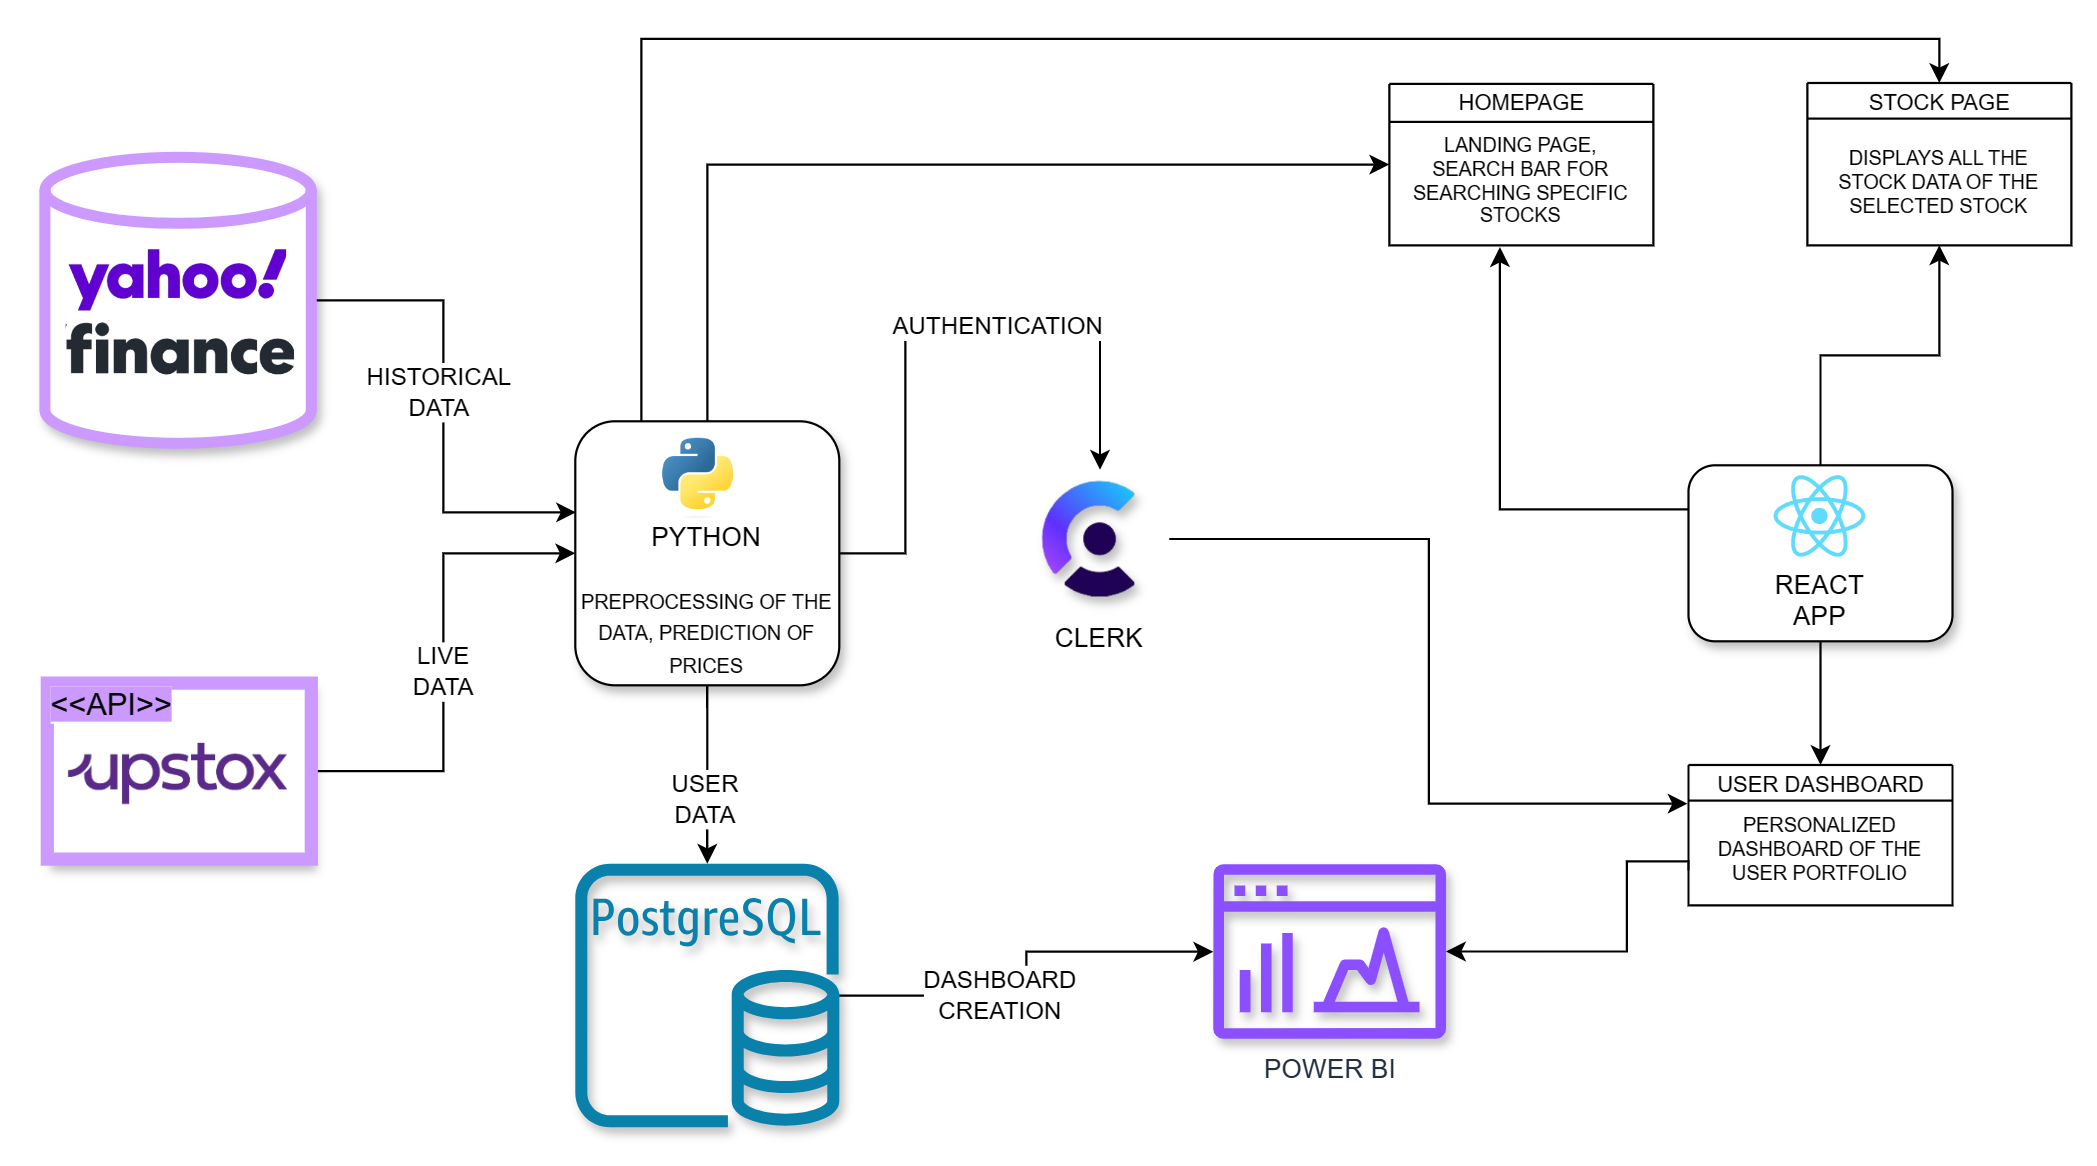 HOMEPAGE
LANDING PAGE,
SEARCH BAR FOR
SEARCHING SPECIFIC
STOCKS
STOCK PAGE
DISPLAYS ALL THE
STOCK DATA OF THE
SELECTED STOCK
yahoo!
finance
HISTORICAL
DATA
AUTHENTICATION
PYTHON
PREPROCESSING OF THE
DATA, PREDICTION OF
PRICES
CLERK
REACT
APP
LIVE
DATA
<<API>>
upstox
USER
DATA
USER DASHBOARD
PERSONALIZED
DASHBOARD OF THE
USER PORTFOLIO
PostgreSQL
DASHBOARD
CREATION
POWER BI